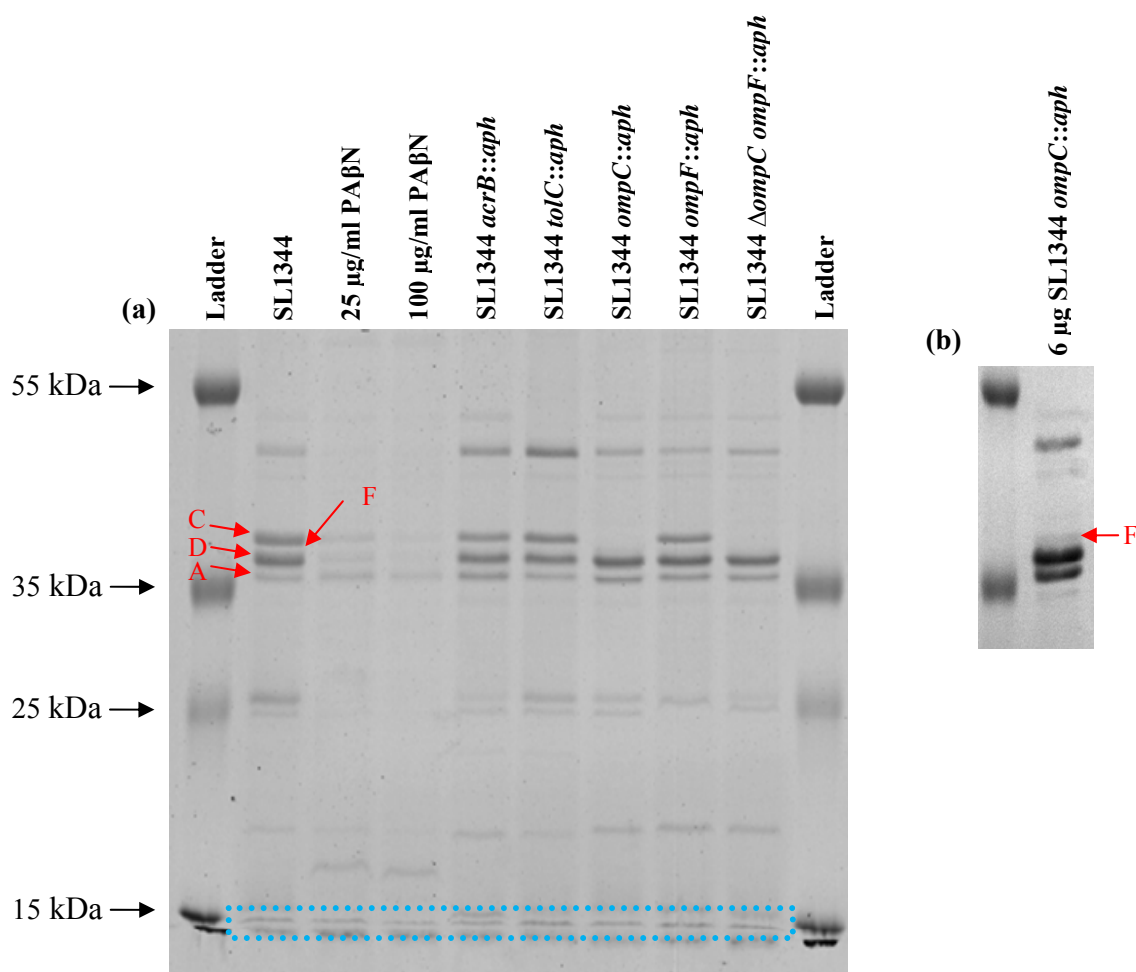 (a)
Ladder
SL1344
25 µg/ml PAβN
100 µg/ml PAβN
SL1344 acrB::aph
SL1344 tolC::aph
SL1344 ompC::aph
SL1344 ompF::aph
SL1344 ΔompC ompF::aph
Ladder
55 kDa
C
F
D
A
35 kDa
25 kDa
15 kDa
(b)
6 µg SL1344 ompC::aph
F